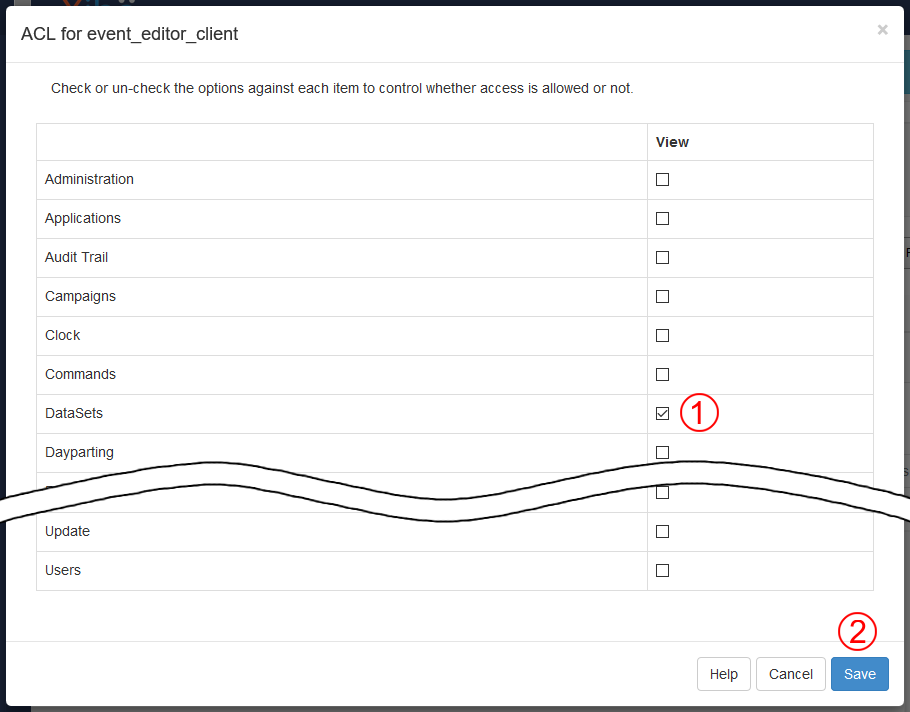 ACL for event_editor_client
×
Check or un-check the options against each item to control whether access is allowed or not.
View
Administration
Applications
Audit Trail
Campaigns
Clock
Commands
DataSets
1
Dayparting
Update
Users
2
Help
Cancel
Save